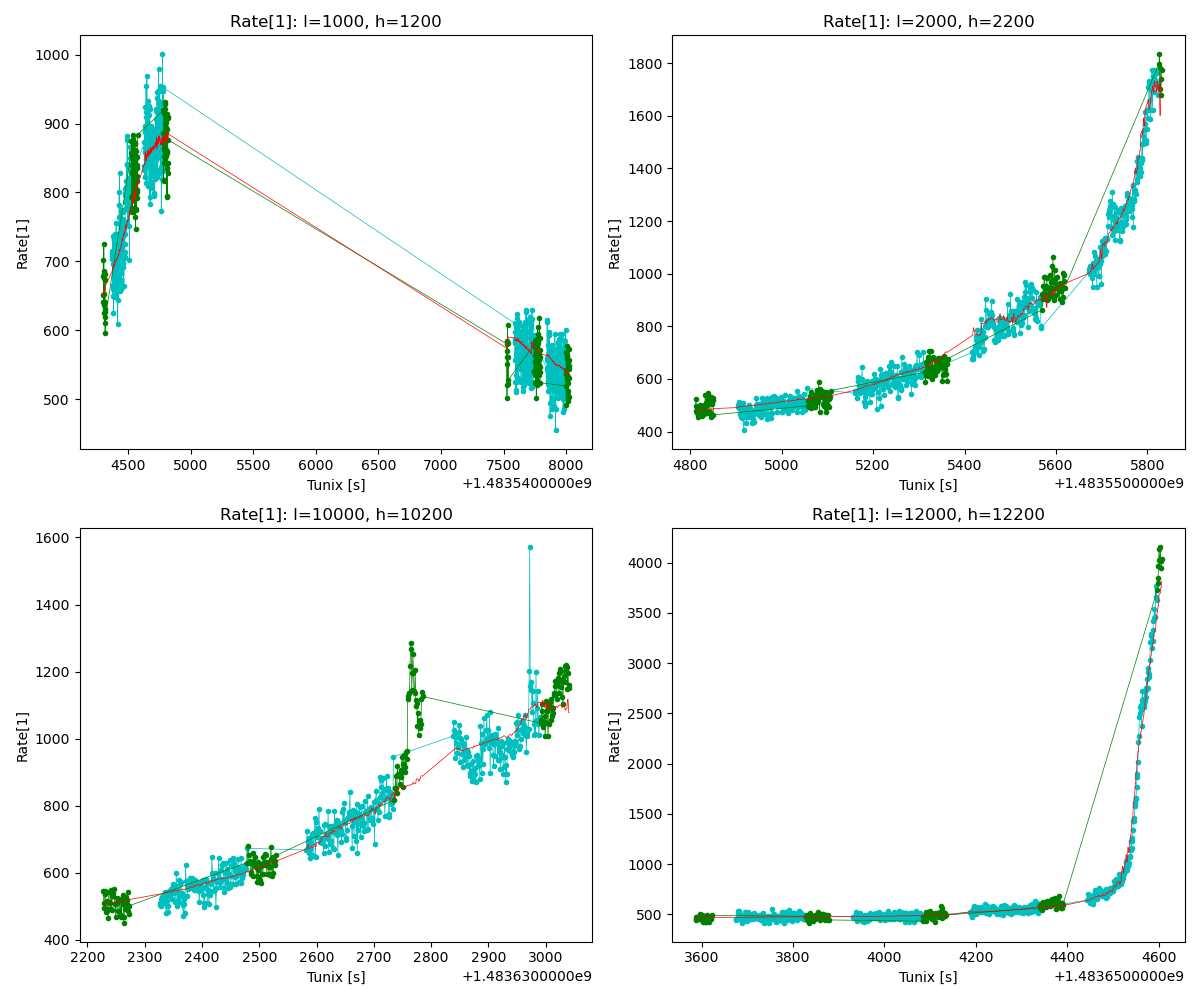 Rate[1]: l=1000, h=1200
1000
900
800
700
600
500
Rate[1]
4500 5000 5500 6000 6500 7000 7500 8000
Tunix [s]
+1.4835400000e9
Rate[1]: l=2000, h=2200
1800
1600
1400
1200
1000
800
600
400
Rate[1]
4800 5000 5200 5400 5600 5800
Tunix [s]
+1.4835500000e9
Rate[1]: l=10000, h=10200
1600
1400
1200
1000
800
600
400
Rate[1]
2200 2300 2400 2500 2600 2700 2800 2900 3000
Tunix [s]
+1.4836300000e9
Rate[1]: l=12000, h=12200
4000
3500
3000
2500
2000
1500
1000
500
Rate[1]
3600 3800 4000 4200 4400 4600
Tunix [s]
+1.4836500000e9